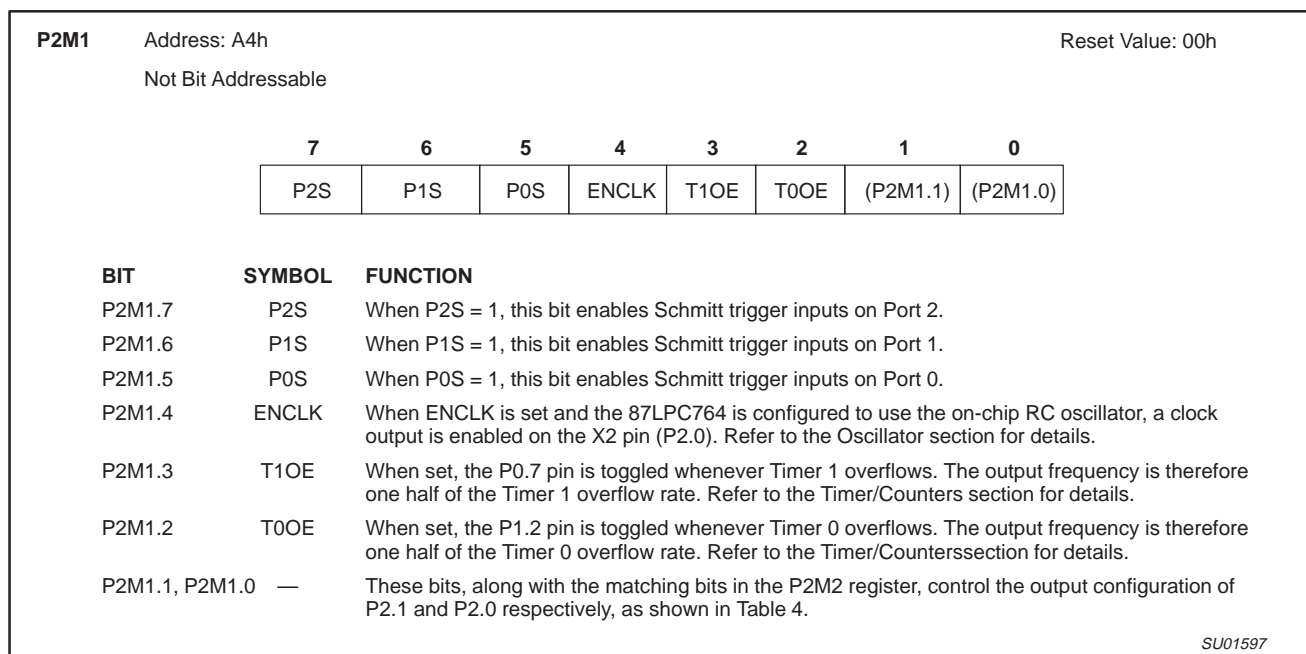 P2M1 Address: A4h Reset Value: 00h
Not Bit Addressable
7 6 5 4 3 2 1 0
P2S P1S P0S ENCLK T1OE T0OE (P2M1.1) (P2M1.0)
BIT SYMBOL FUNCTION
P2M1.7 P2S When P2S = 1, this bit enables Schmitt trigger inputs on Port 2.
P2M1.6 P1S When P1S = 1, this bit enables Schmitt trigger inputs on Port 1.
P2M1.5 P0S When P0S = 1, this bit enables Schmitt trigger inputs on Port 0.
P2M1.4 ENCLK When ENCLK is set and the 87LPC764 is configured to use the on-chip RC oscillator, a clock
output is enabled on the X2 pin (P2.0). Refer to the Oscillator section for details.
P2M1.3 T1OE When set, the P0.7 pin is toggled whenever Timer 1 overflows. The output frequency is therefore
one half of the Timer 1 overflow rate. Refer to the Timer/Counters section for details.
P2M1.2 T0OE When set, the P1.2 pin is toggled whenever Timer 0 overflows. The output frequency is therefore
one half of the Timer 0 overflow rate. Refer to the Timer/Counterssection for details.
P2M1.1, P2M1.0 — These bits, along with the matching bits in the P2M2 register, control the output configuration of
P2.1 and P2.0 respectively, as shown in Table 4.
SU01597